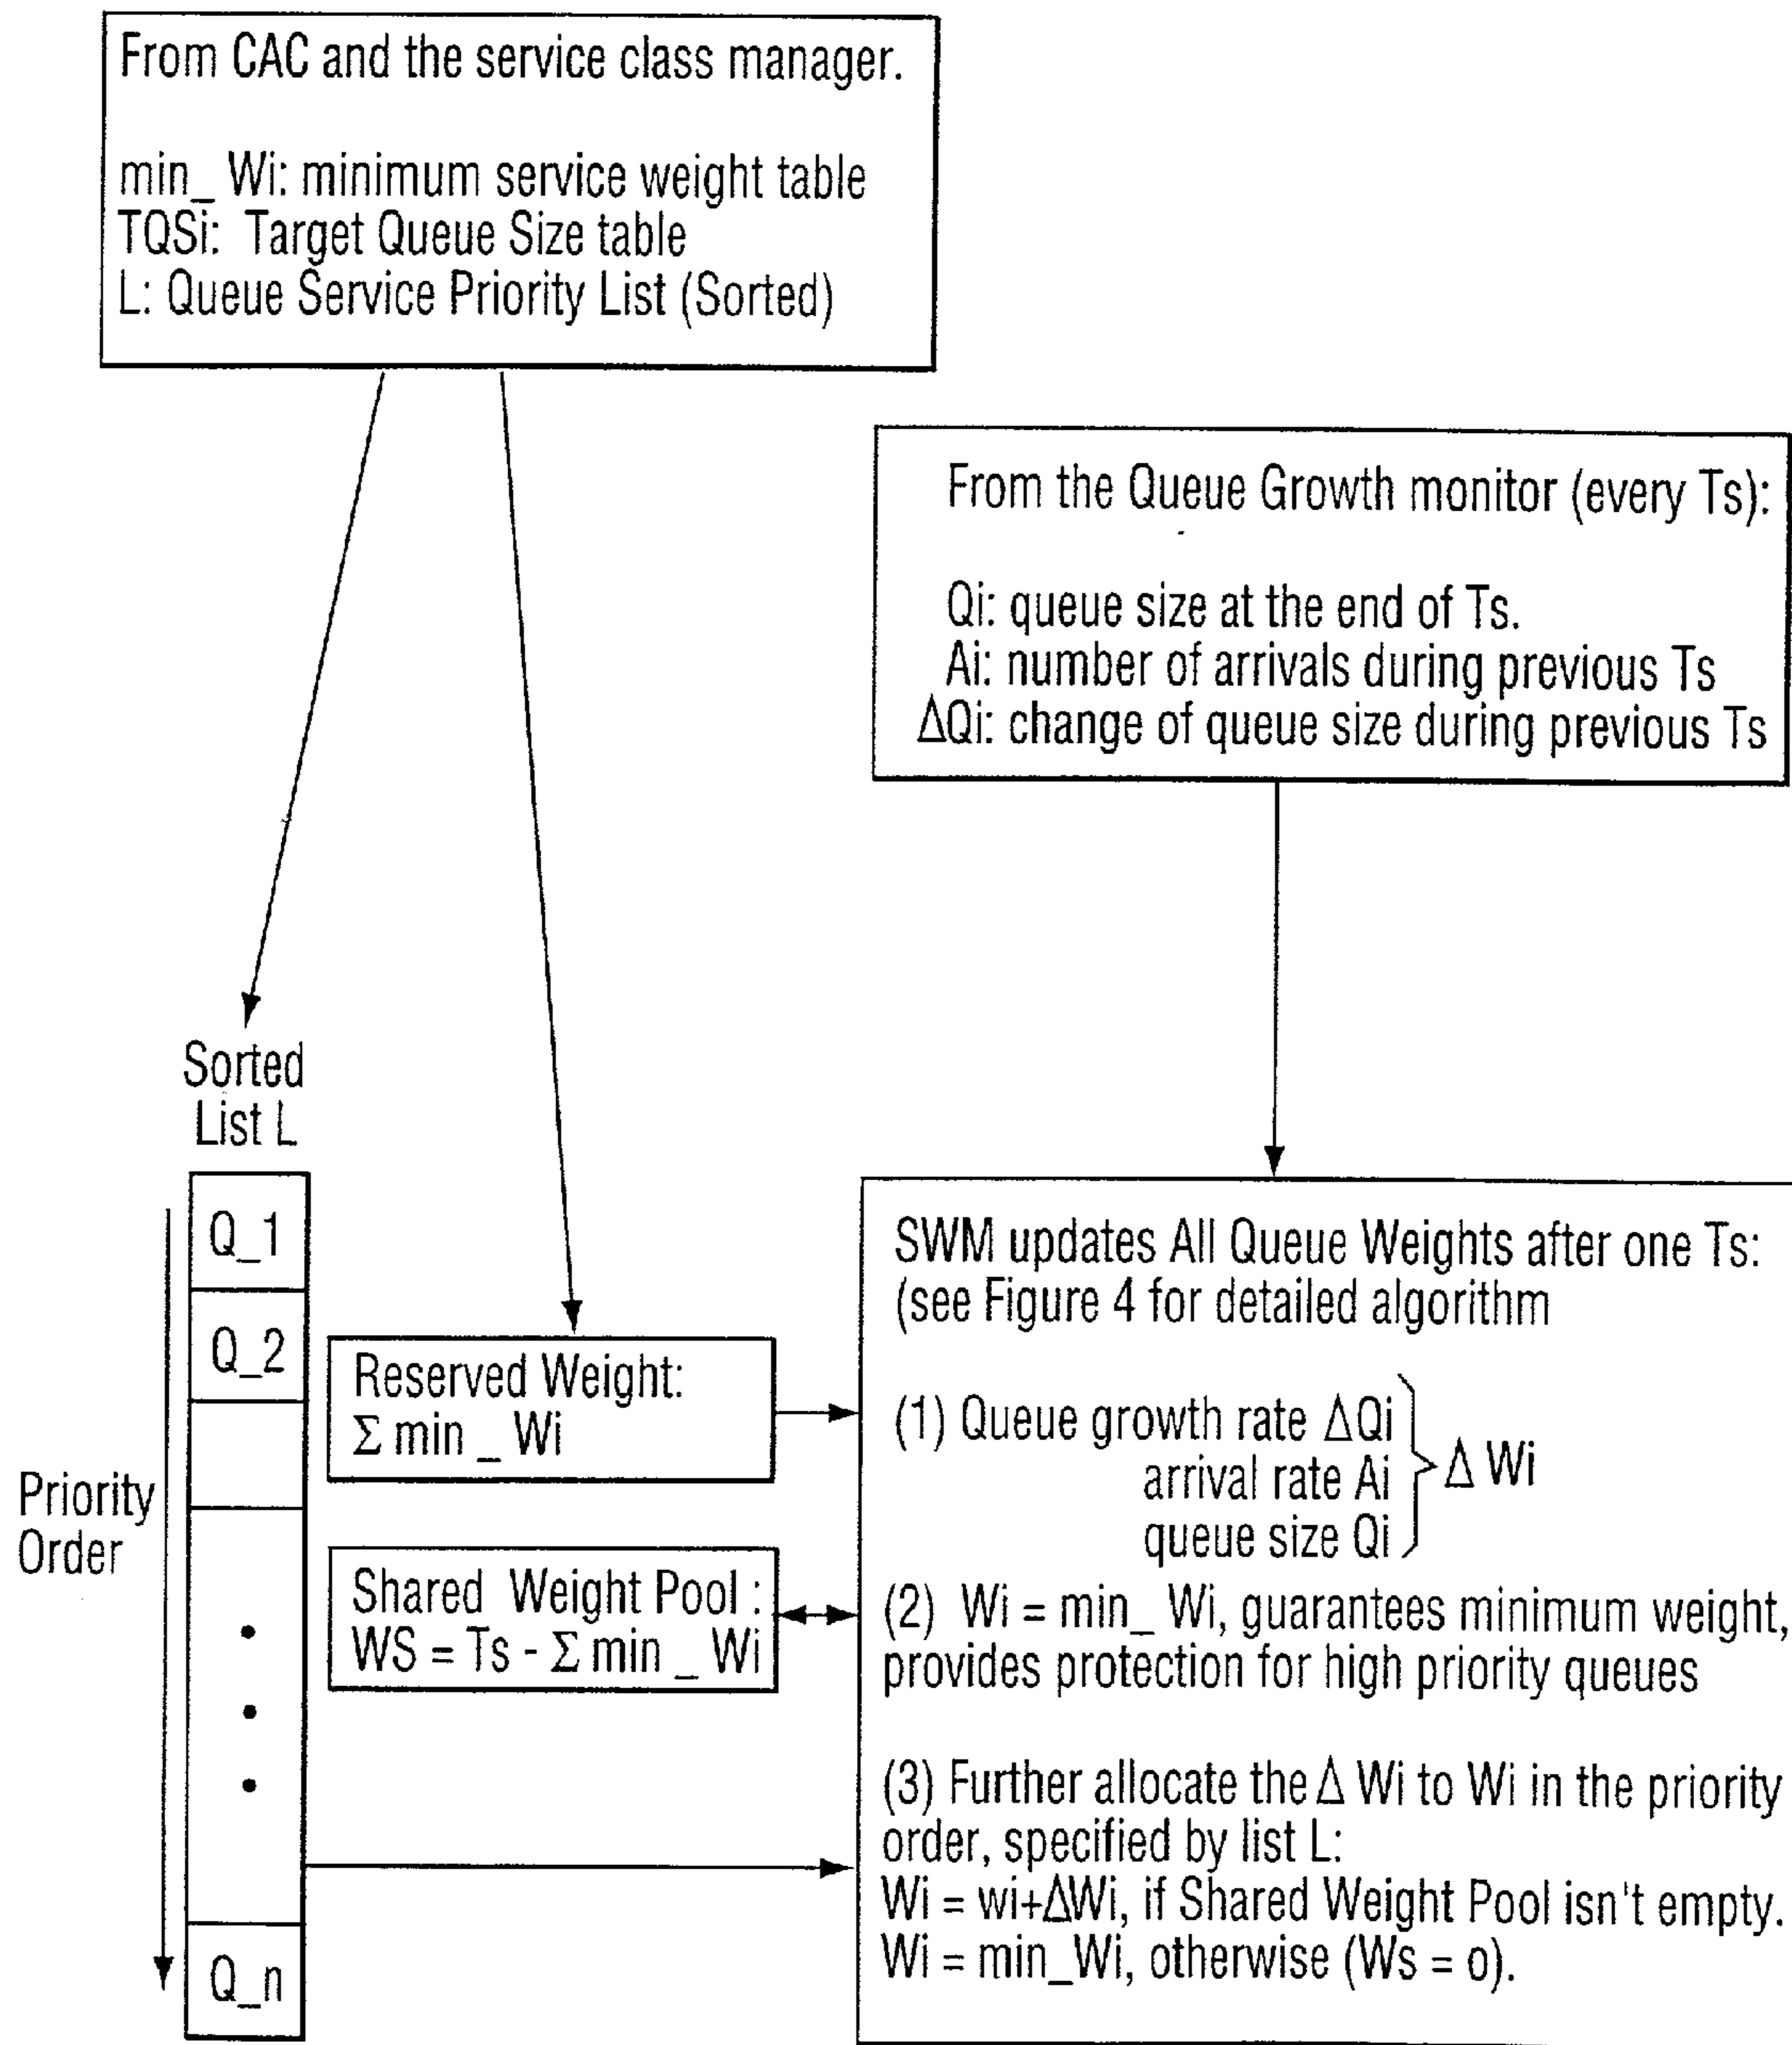 From CAC and the service class manager.
min_ Wi: minimum service weight table
TQSi: Target Queue Size table
L: Queue Service Priority List (Sorted)
From the Queue Growth monitor (every Ts):
Qi: queue size at the end of Ts.
Ai: number of arrivals during previous Ts
ΔQi: change of queue size during previous Ts
Sorted
List L
Q_1
Q_2
Q_n
Priority
Order
Reserved Weight:
Σ min _ Wi
Shared Weight Pool :
WS = Ts - Σ min _ Wi
SWM updates All Queue Weights after one Ts:
(see Figure 4 for detailed algorithm
(1) Queue growth rate ΔQi
arrival rate Ai
queue size Qi
Δ Wi
(2) Wi = min_ Wi, guarantees minimum weight,
provides protection for high priority queues
(3) Further allocate the Δ Wi to Wi in the priority
order, specified by list L:
Wi = wi+ΔWi, if Shared Weight Pool isn't empty.
Wi = min_Wi, otherwise (Ws = o).